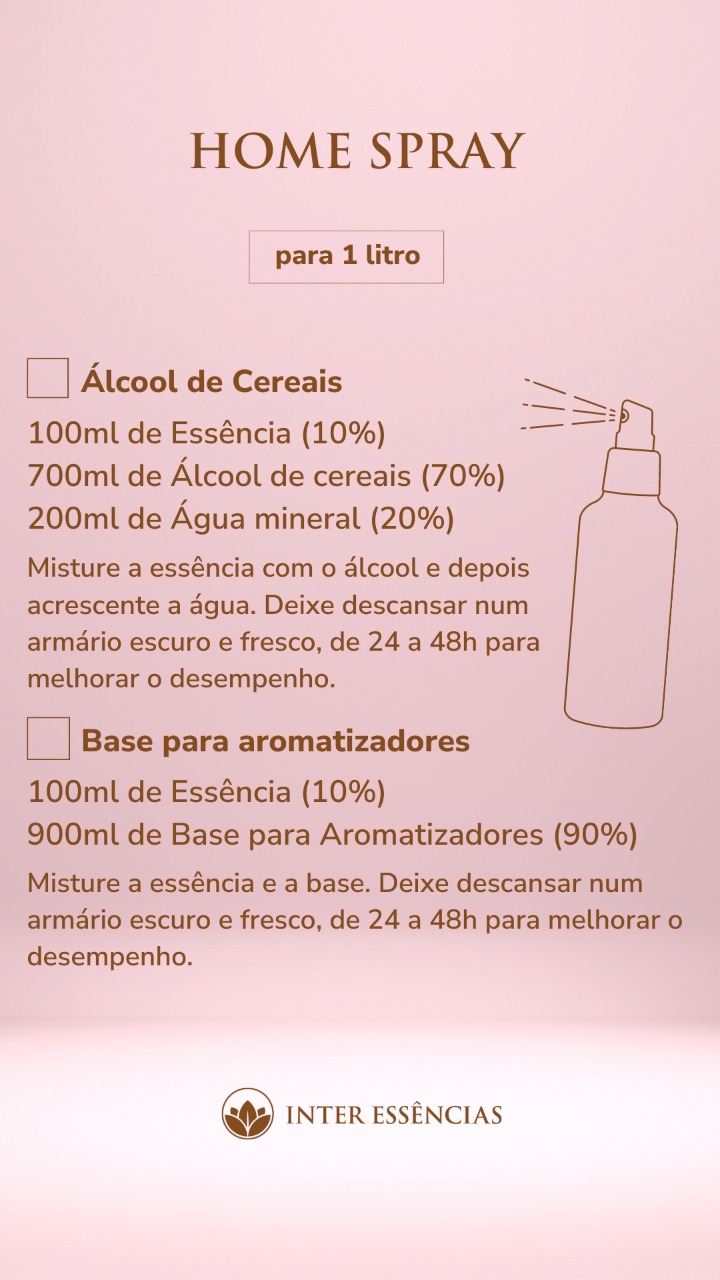 HOME SPRAY
para 1 litro
Álcool de Cereais
100ml de Essência (10%)
700ml de Álcool de cereais (70%)
200ml de Água mineral (20%)
Misture a essência com o álcool e depois
acrescente a água. Deixe descansar num
armário escuro e fresco, de 24 a 48h para
melhorar o desempenho.
Base para aromatizadores
100ml de Essência (10%)
900ml de Base para Aromatizadores (90%)
Misture a essência e a base. Deixe descansar num
armário escuro e fresco, de 24 a 48h para melhorar o
desempenho.
INTER ESSÊNCIAS